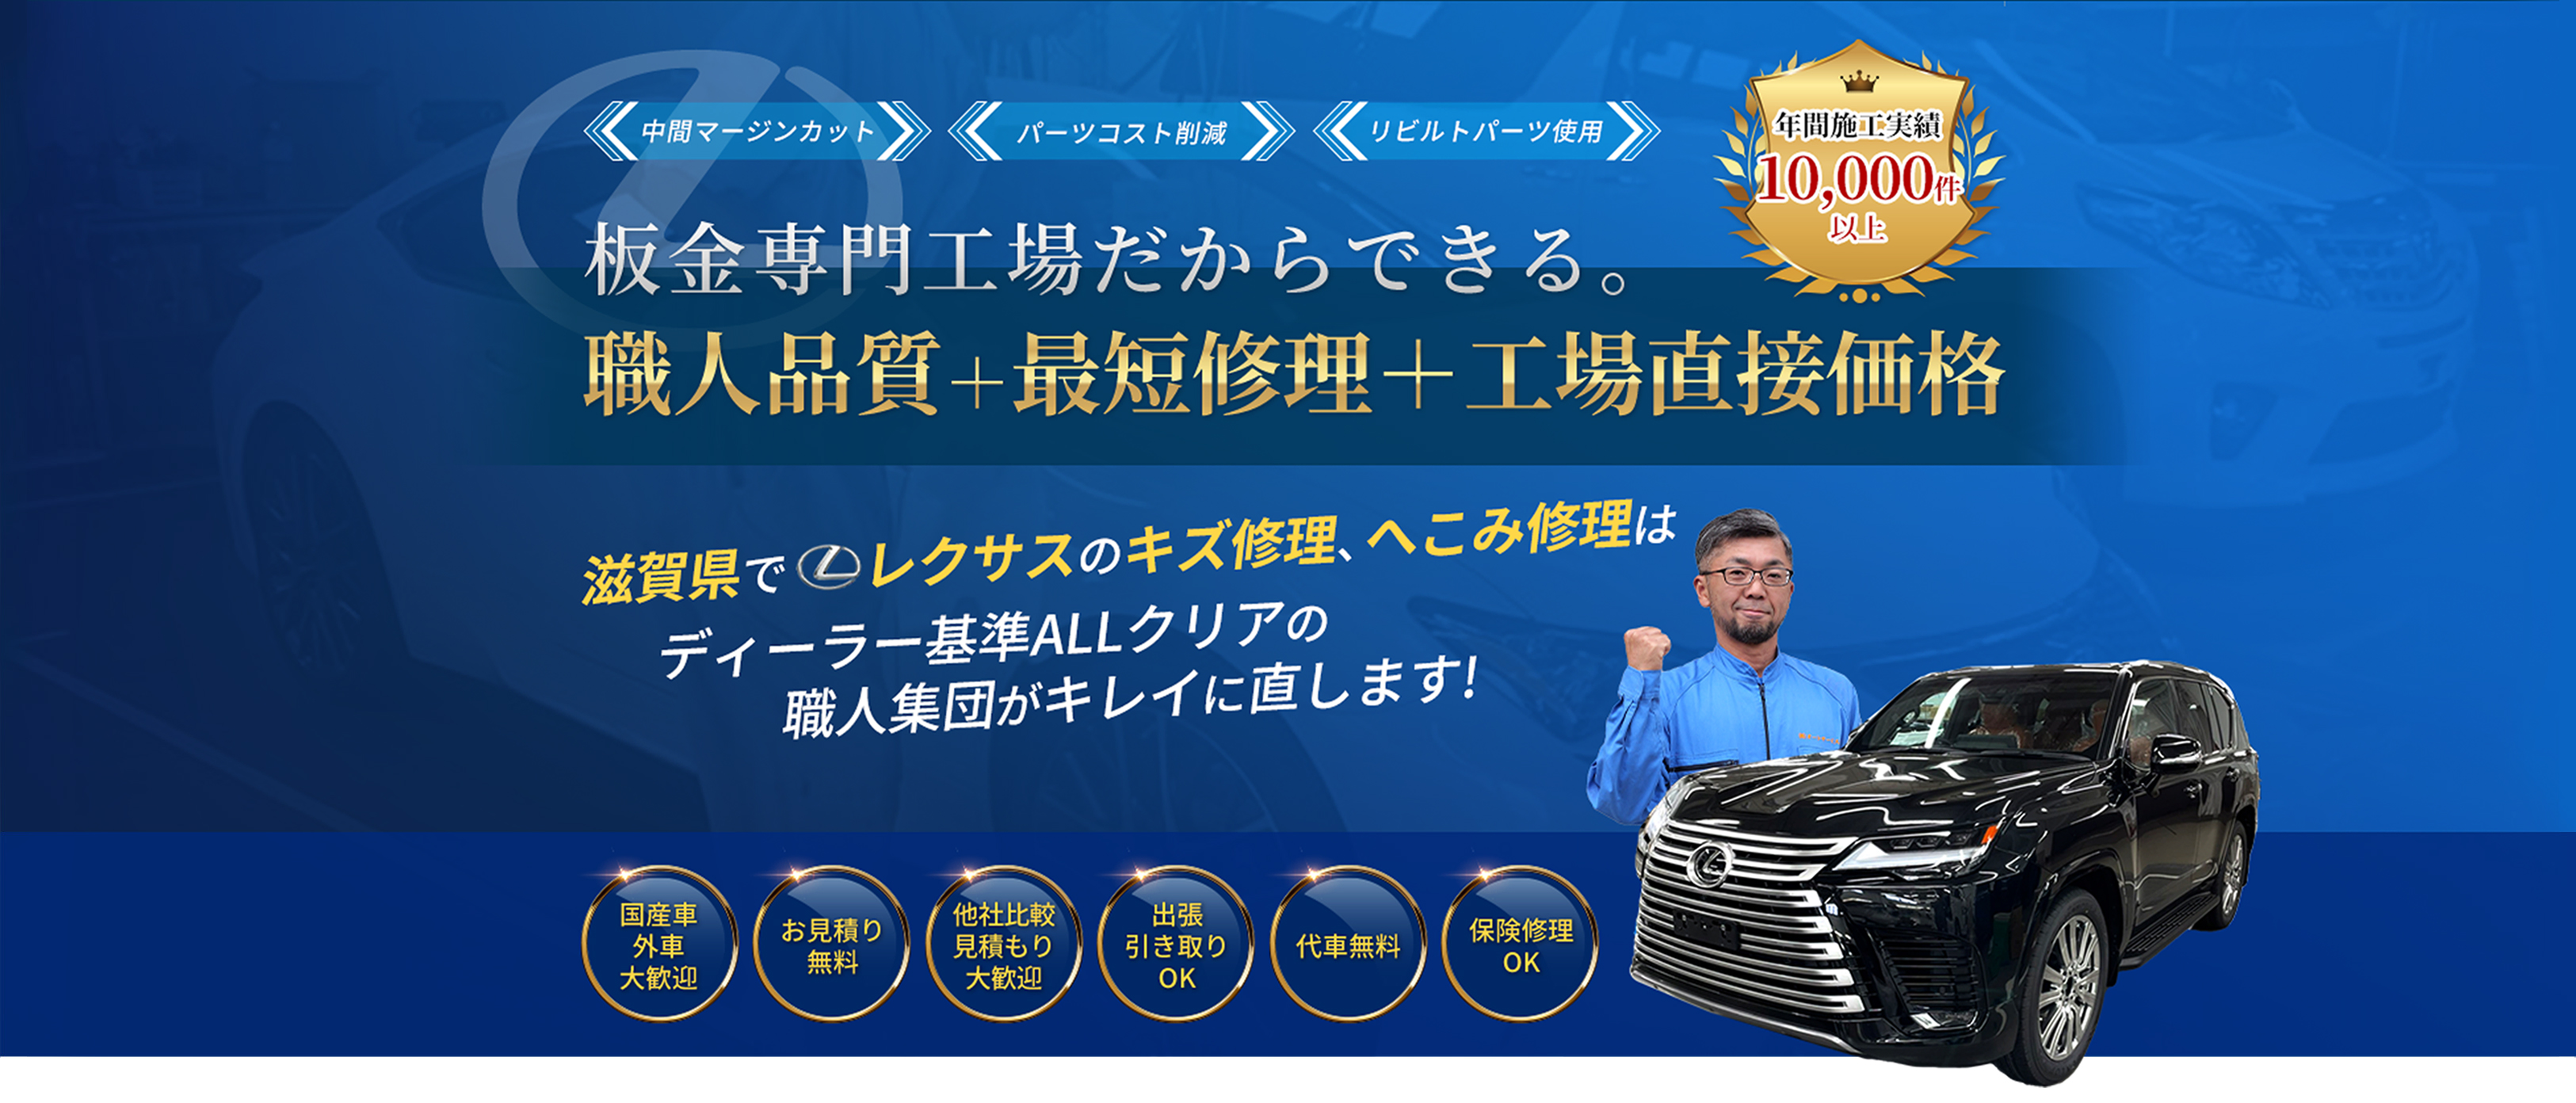 中間マージンカット
パーツコスト削減
リビルトパーツ使用
年間施工実績
10,000件
以上
板金専門工場だからできる。
職人品質＋最短修理＋工場直接価格
滋賀県でレクサスのキズ修理、へこみ修理は
ディーラー基準ALLクリアの
職人集団がキレイに直します!
国産車
外車
大歓迎
お見積り
無料
他社比較
見積もり
大歓迎
出張
引き取り
OK
代車無料
保険修理
OK